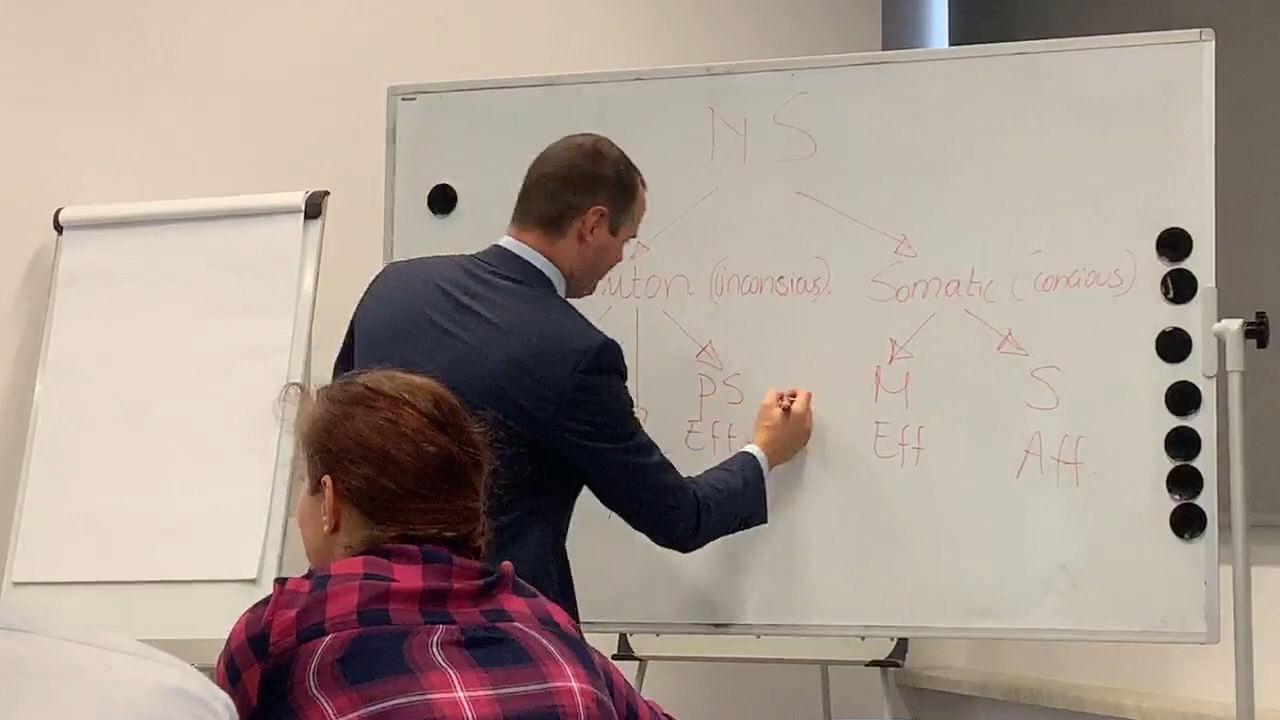 NS
uton. (inconsious). Somatic (concious)
PS M S
Eff. Eff Aff.